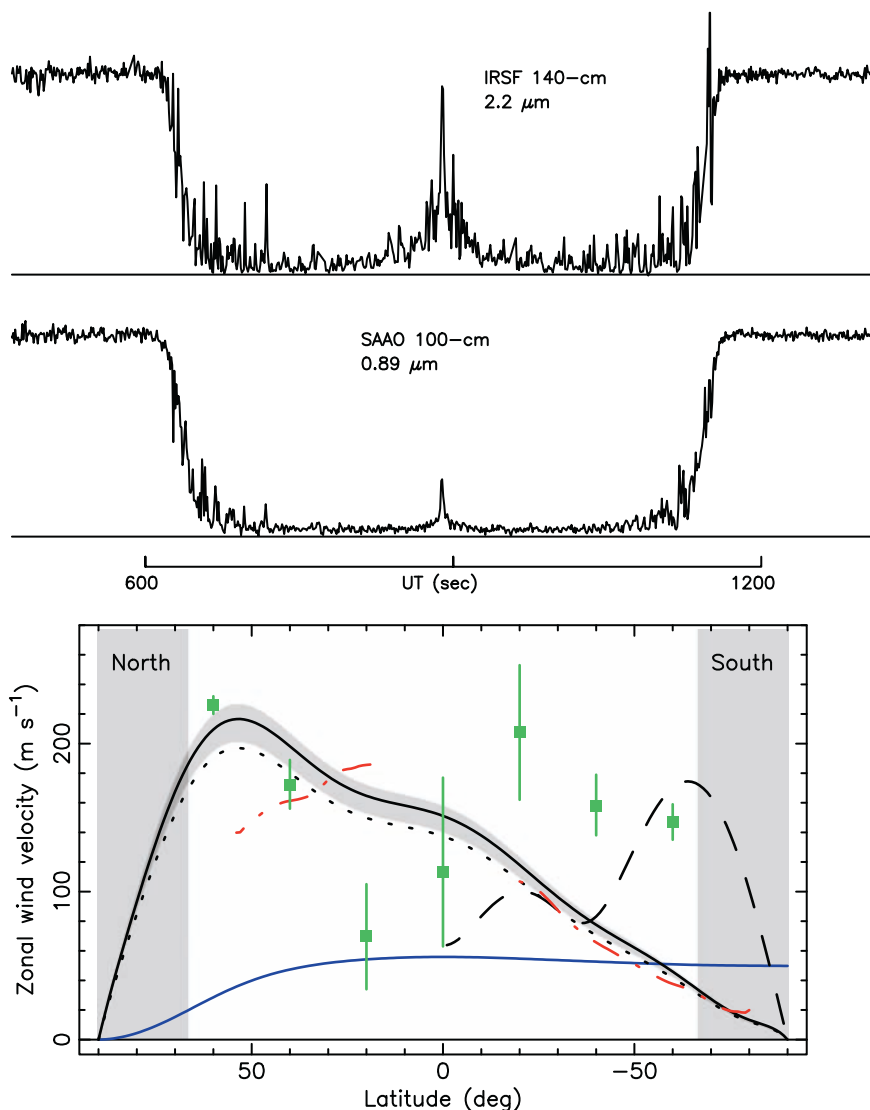 IRSF 140-cm
2.2 μm
SAAO 100-cm
0.89 μm
600 UT (sec) 1200
North South
Zonal wind velocity (m s⁻¹)
200
100
0
50 0 -50
Latitude (deg)